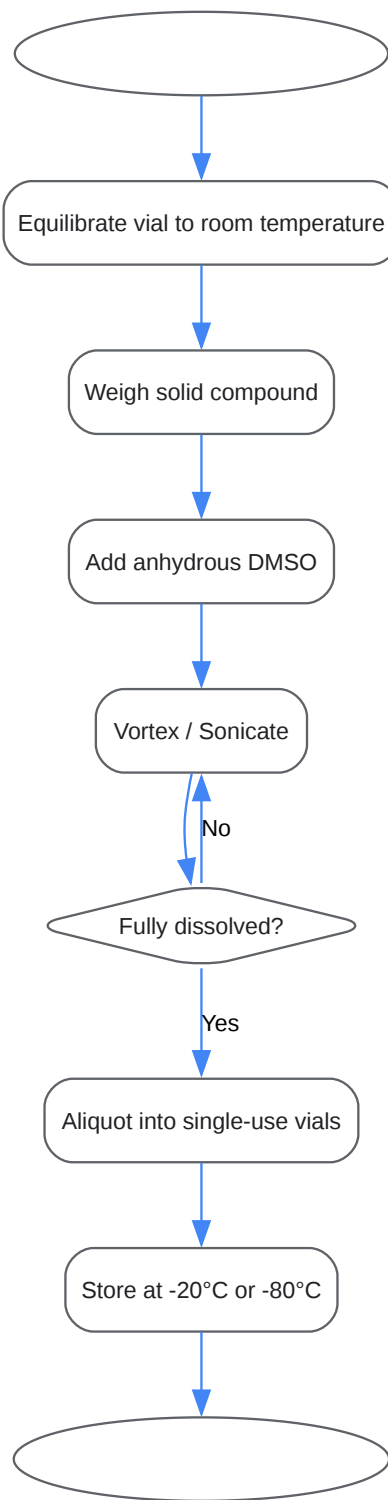 Equilibrate vial to room temperature
Weigh solid compound
Add anhydrous DMSO
Vortex / Sonicate
No
Fully dissolved?
Yes
Aliquot into single-use vials
Store at -20°C or -80°C